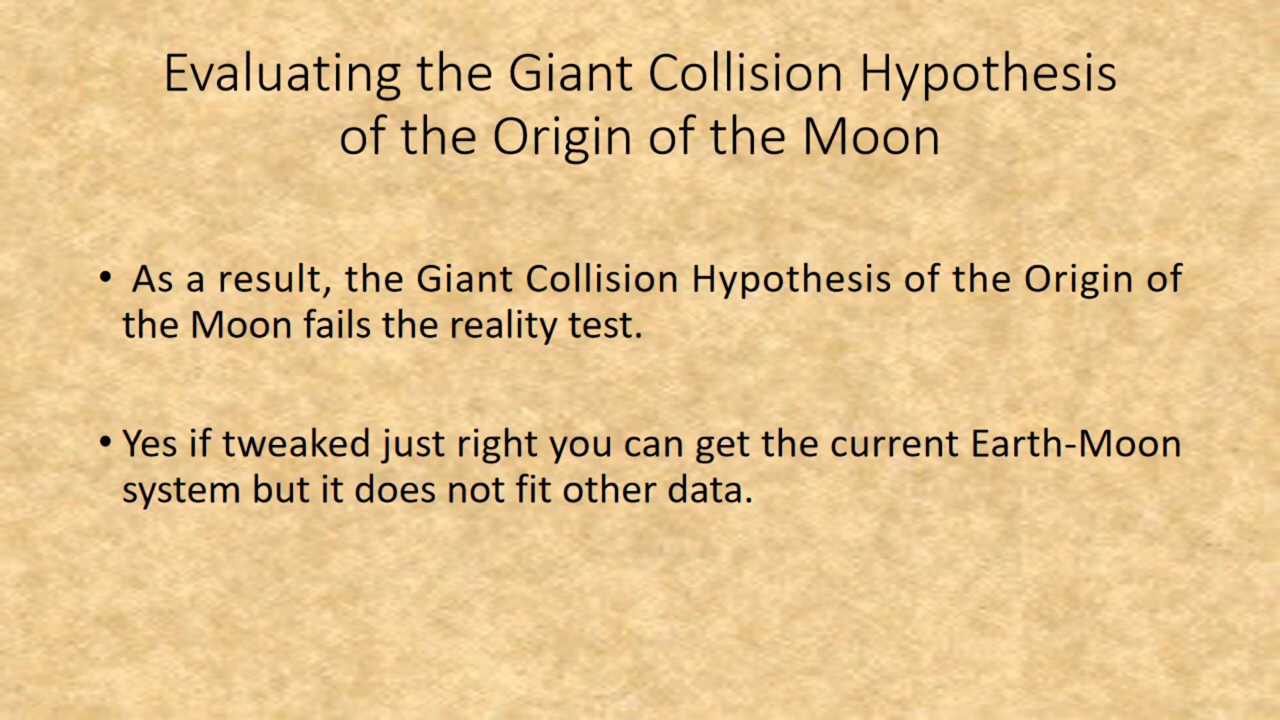 Evaluating the Giant Collision Hypothesis
of the Origin of the Moon
• As a result, the Giant Collision Hypothesis of the Origin of
the Moon fails the reality test.
• Yes if tweaked just right you can get the current Earth-Moon
system but it does not fit other data.